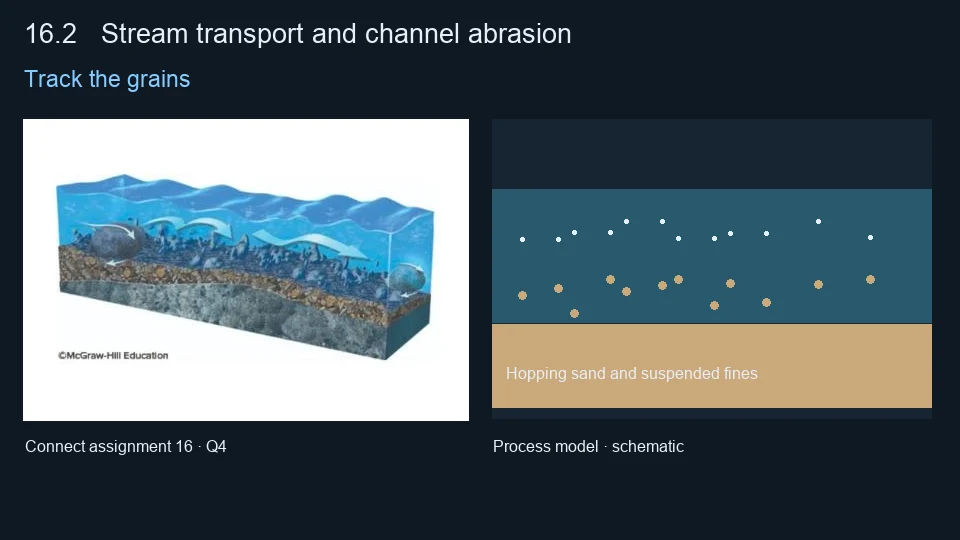 16.2 Stream transport and channel abrasion
Track the grains
©McGraw-Hill Education
Hopping sand and suspended fines
Connect assignment 16 · Q4
Process model · schematic